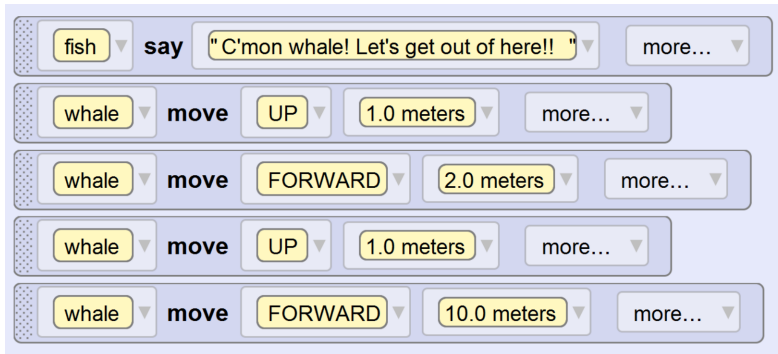 fish say " C'mon whale! Let's get out of here!! " more...
whale move UP 1.0 meters more...
whale move FORWARD 2.0 meters more...
whale move UP 1.0 meters more...
whale move FORWARD 10.0 meters more...